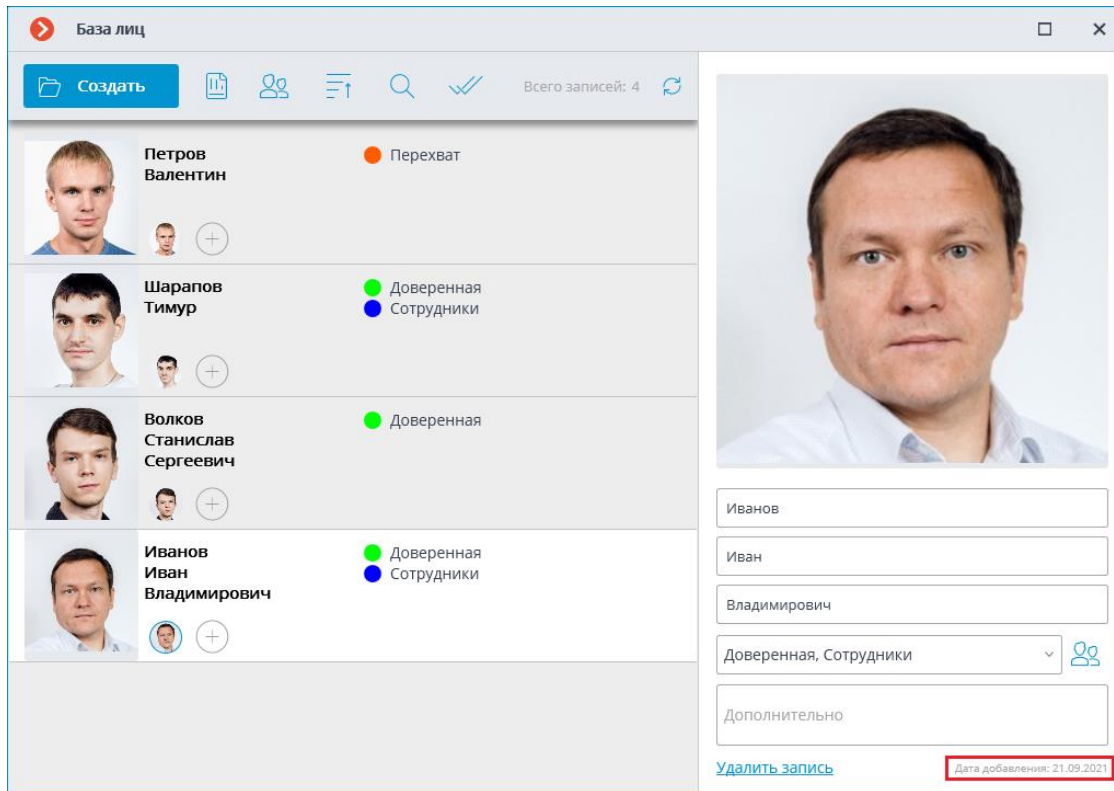 База лиц
Создать
Всего записей: 4
Петров
Валентин
Перехват
Шарапов
Тимур
Доверенная
Сотрудники
Волков
Станислав
Сергеевич
Доверенная
Иванов
Иван
Владимирович
Доверенная
Сотрудники
Иванов
Иван
Владимирович
Доверенная, Сотрудники
Дополнительно
Удалить запись
Дата добавления: 21.09.2021